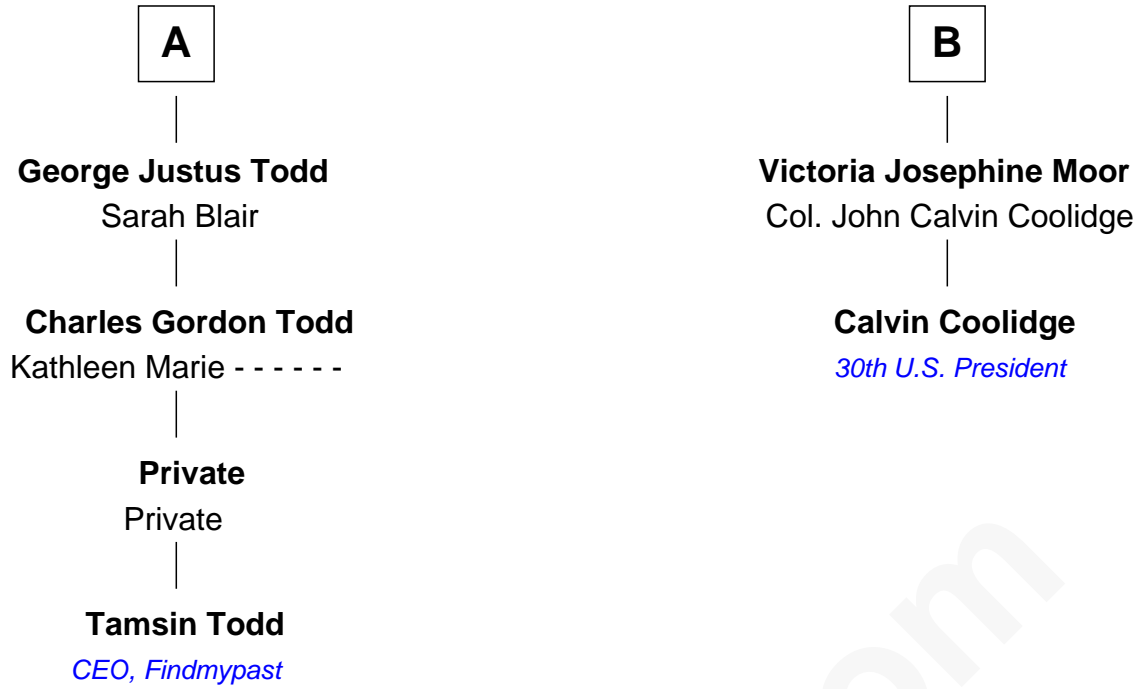 A
George Justus Todd
Sarah Blair
Charles Gordon Todd
Kathleen Marie - - - - - -
Private
Private
Tamsin Todd
CEO, Findmypast
B
Victoria Josephine Moor
Col. John Calvin Coolidge
Calvin Coolidge
30th U.S. President
om